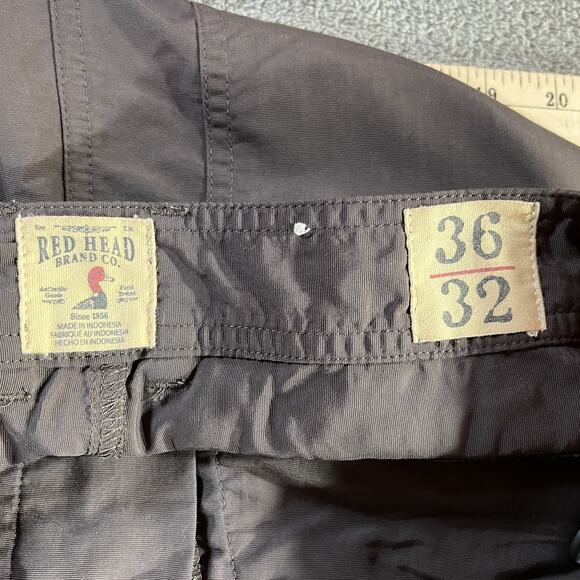 RED HEAD
BRAND CO.
Authentic Goods
Field Tested
Since 1856
MADE IN INDONESIA
FABRIQUÉ AU INDONESIA
HECHO EN INDONESIA
36
32
19
20